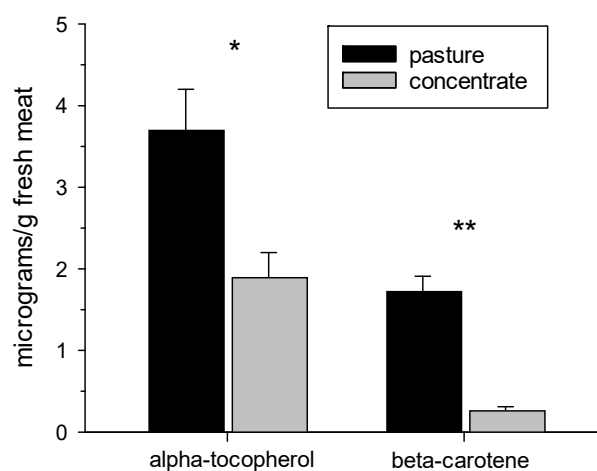 5
*
pasture
concentrate
4
3
**
2
1
0
micrograms/g fresh meat
alpha-tocopherol
beta-carotene